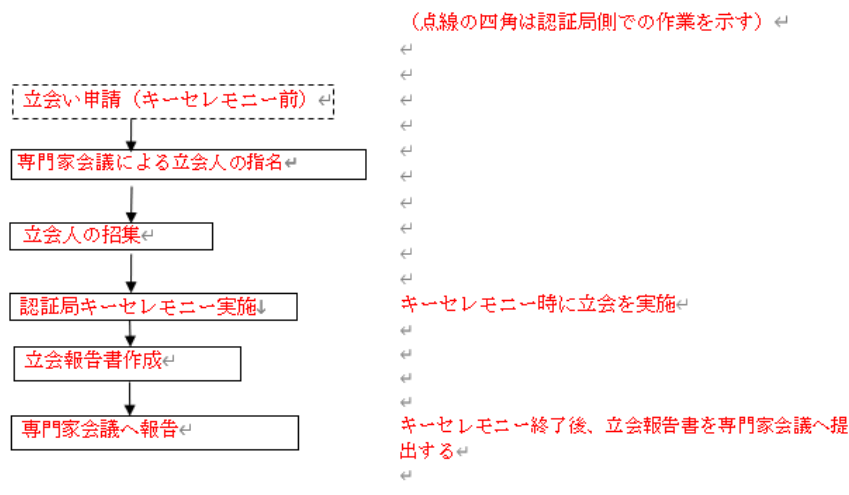 （点線の四角は認証局側での作業を示す）
立会い申請（キーセレモニー前）
専門家会議による立会人の指名
立会人の招集
認証局キーセレモニー実施
キーセレモニー時に立会を実施
立会報告書作成
専門家会議へ報告
キーセレモニー終了後、立会報告書を専門家会議へ提
出する